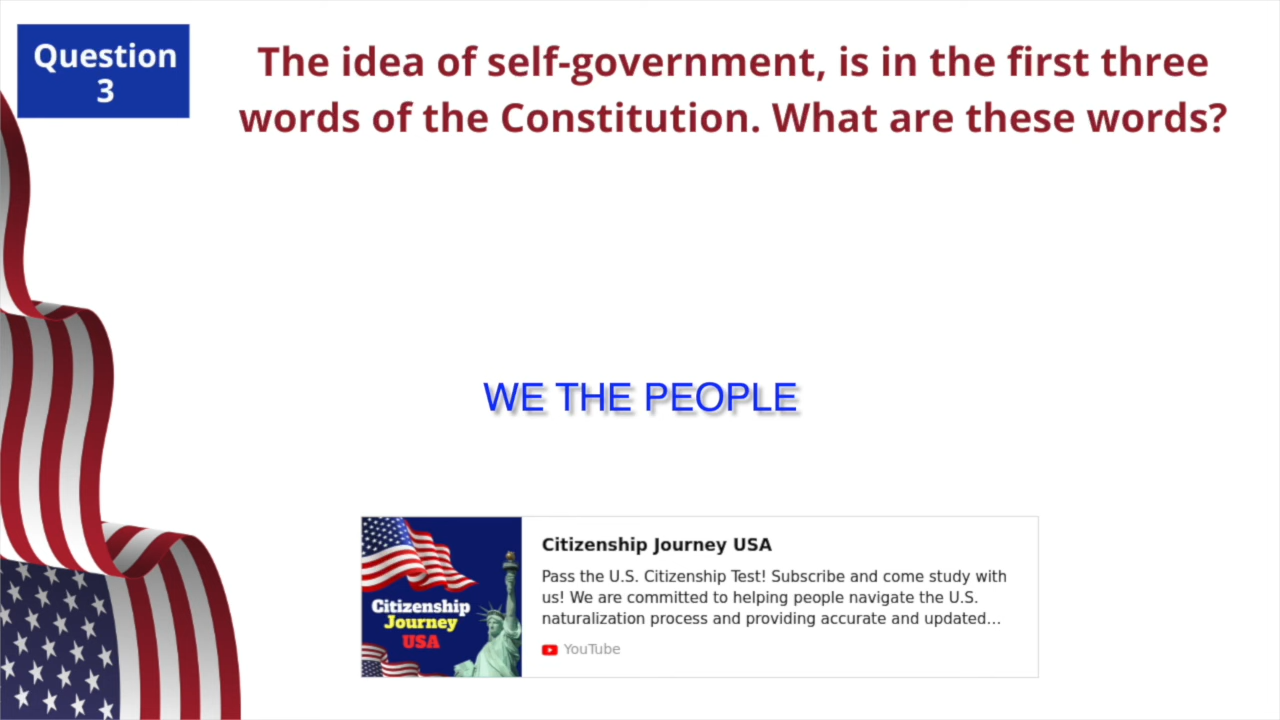 Question
3
The idea of self-government, is in the first three
words of the Constitution. What are these words?
WE THE PEOPLE
Citizenship
Journey
USA
Citizenship Journey USA
Pass the U.S. Citizenship Test! Subscribe and come study with
us! We are committed to helping people navigate the U.S.
naturalization process and providing accurate and updated...
YouTube